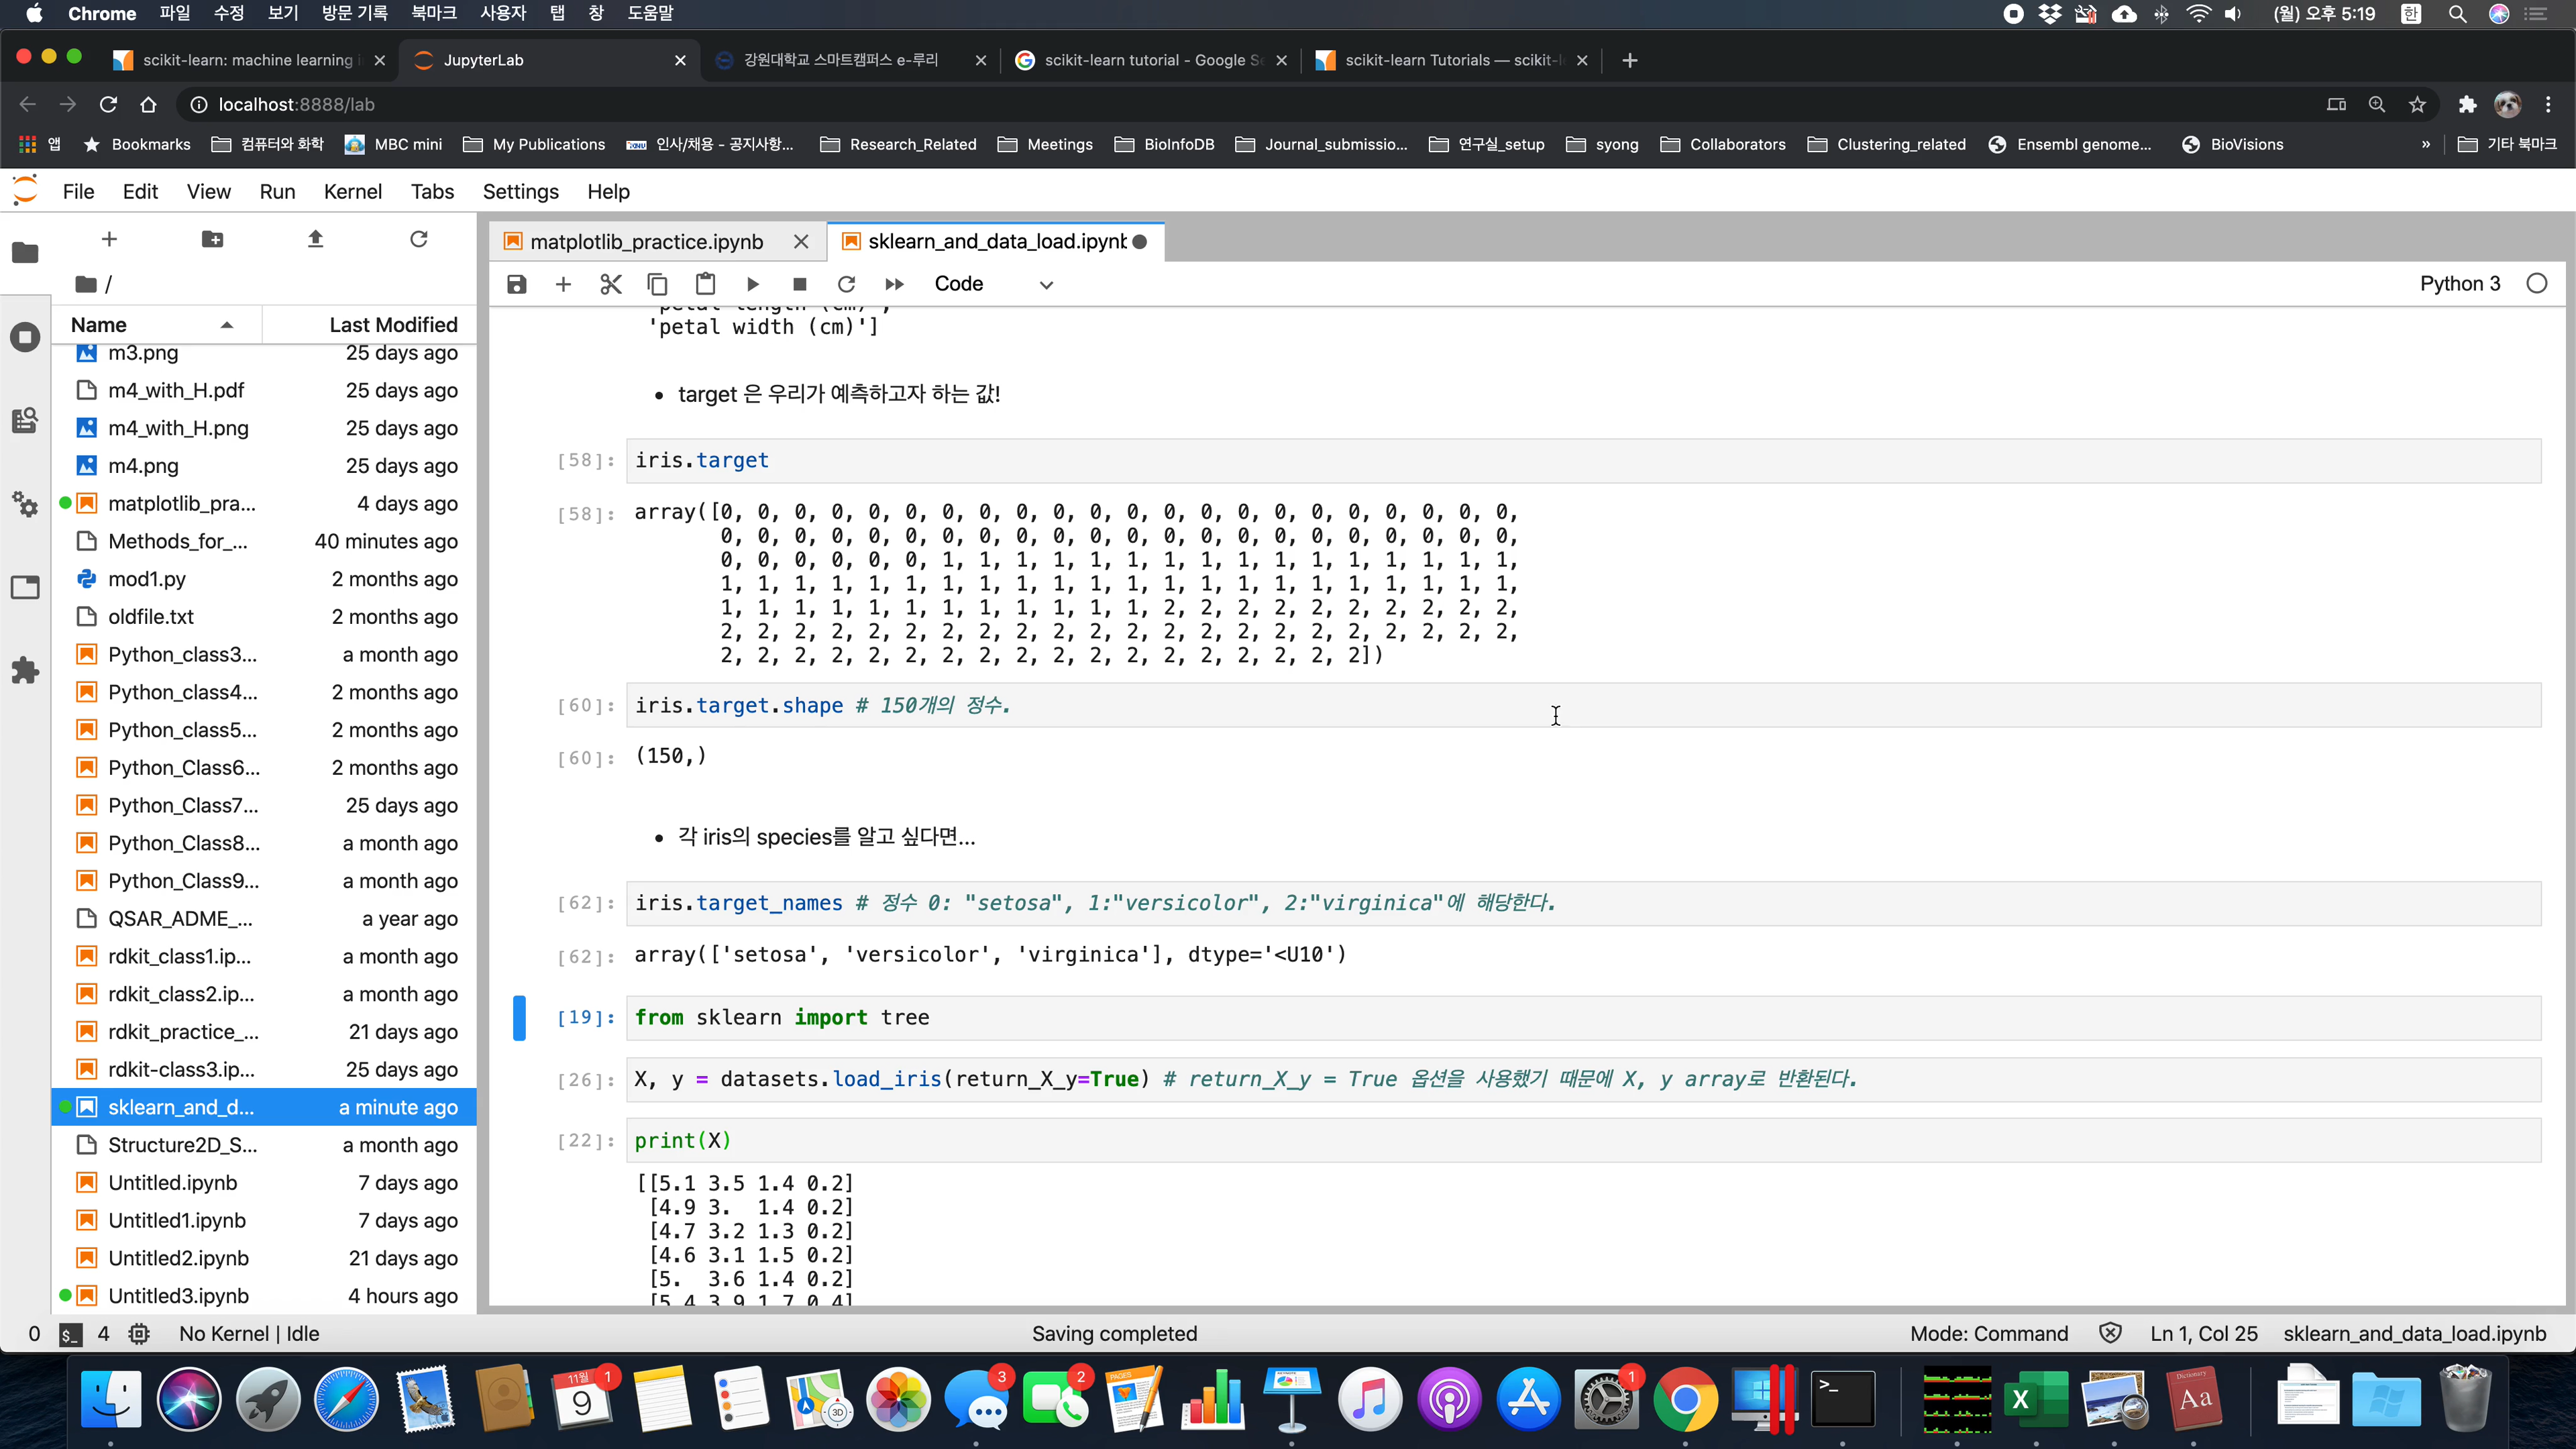 Chrome 파일 수정 보기 방문 기록 북마크 사용자 탭 창 도움말 (월) 오후 5:19 한
scikit-learn: machine learning i JupyterLab 강원대학교 스마트캠퍼스 e-루리 scikit-learn tutorial - Google Se scikit-learn Tutorials — scikit-l
localhost:8888/lab
앱 Bookmarks 컴퓨터와 화학 MBC mini My Publications 인사/채용 - 공지사항... Research_Related Meetings BioInfoDB Journal_submissio... 연구실_setup syong Collaborators Clustering_related Ensembl genome... BioVisions » 기타 북마크
File Edit View Run Kernel Tabs Settings Help
matplotlib_practice.ipynb sklearn_and_data_load.ipynb
Code Python 3
/
Name Last Modified
m3.png 25 days ago
m4_with_H.pdf 25 days ago
m4_with_H.png 25 days ago
m4.png 25 days ago
matplotlib_pra... 4 days ago
Methods_for_... 40 minutes ago
mod1.py 2 months ago
oldfile.txt 2 months ago
Python_class3... a month ago
Python_class4... 2 months ago
Python_class5... 2 months ago
Python_Class6... 2 months ago
Python_Class7... 25 days ago
Python_Class8... a month ago
Python_Class9... a month ago
QSAR_ADME_... a year ago
rdkit_class1.ip... a month ago
rdkit_class2.ip... a month ago
rdkit_practice_... 21 days ago
rdkit-class3.ip... 25 days ago
sklearn_and_d... a minute ago
Structure2D_S... a month ago
Untitled.ipynb 7 days ago
Untitled1.ipynb 7 days ago
Untitled2.ipynb 21 days ago
Untitled3.ipynb 4 hours ago
'petal length (cm)',
'petal width (cm)']
• target 은 우리가 예측하고자 하는 값!
[58]: iris.target
[58]: array([0, 0, 0, 0, 0, 0, 0, 0, 0, 0, 0, 0, 0, 0, 0, 0, 0, 0, 0, 0, 0, 0,
0, 0, 0, 0, 0, 0, 0, 0, 0, 0, 0, 0, 0, 0, 0, 0, 0, 0, 0, 0, 0, 0,
0, 0, 0, 0, 0, 0, 1, 1, 1, 1, 1, 1, 1, 1, 1, 1, 1, 1, 1, 1, 1, 1,
1, 1, 1, 1, 1, 1, 1, 1, 1, 1, 1, 1, 1, 1, 1, 1, 1, 1, 1, 1, 1, 1,
1, 1, 1, 1, 1, 1, 1, 1, 1, 1, 1, 1, 2, 2, 2, 2, 2, 2, 2, 2, 2, 2,
2, 2, 2, 2, 2, 2, 2, 2, 2, 2, 2, 2, 2, 2, 2, 2, 2, 2, 2, 2, 2, 2,
2, 2, 2, 2, 2, 2, 2, 2, 2, 2, 2, 2, 2, 2, 2, 2, 2, 2])
[60]: iris.target.shape # 150개의 정수.
[60]: (150,)
• 각 iris의 species를 알고 싶다면...
[62]: iris.target_names # 정수 0: "setosa", 1:"versicolor", 2:"virginica"에 해당한다.
[62]: array(['setosa', 'versicolor', 'virginica'], dtype='<U10')
[19]: from sklearn import tree
[26]: X, y = datasets.load_iris(return_X_y=True) # return_X_y = True 옵션을 사용했기 때문에 X, y array로 반환된다.
[22]: print(X)
[[5.1 3.5 1.4 0.2]
[4.9 3. 1.4 0.2]
[4.7 3.2 1.3 0.2]
[4.6 3.1 1.5 0.2]
[5. 3.6 1.4 0.2]
[5.4 3.9 1.7 0.4]
0 $_ 4 No Kernel | Idle Saving completed Mode: Command Ln 1, Col 25 sklearn_and_data_load.ipynb
11월 9 1 3D 3 2 PAGES 1 >_ X Dictionary Aa